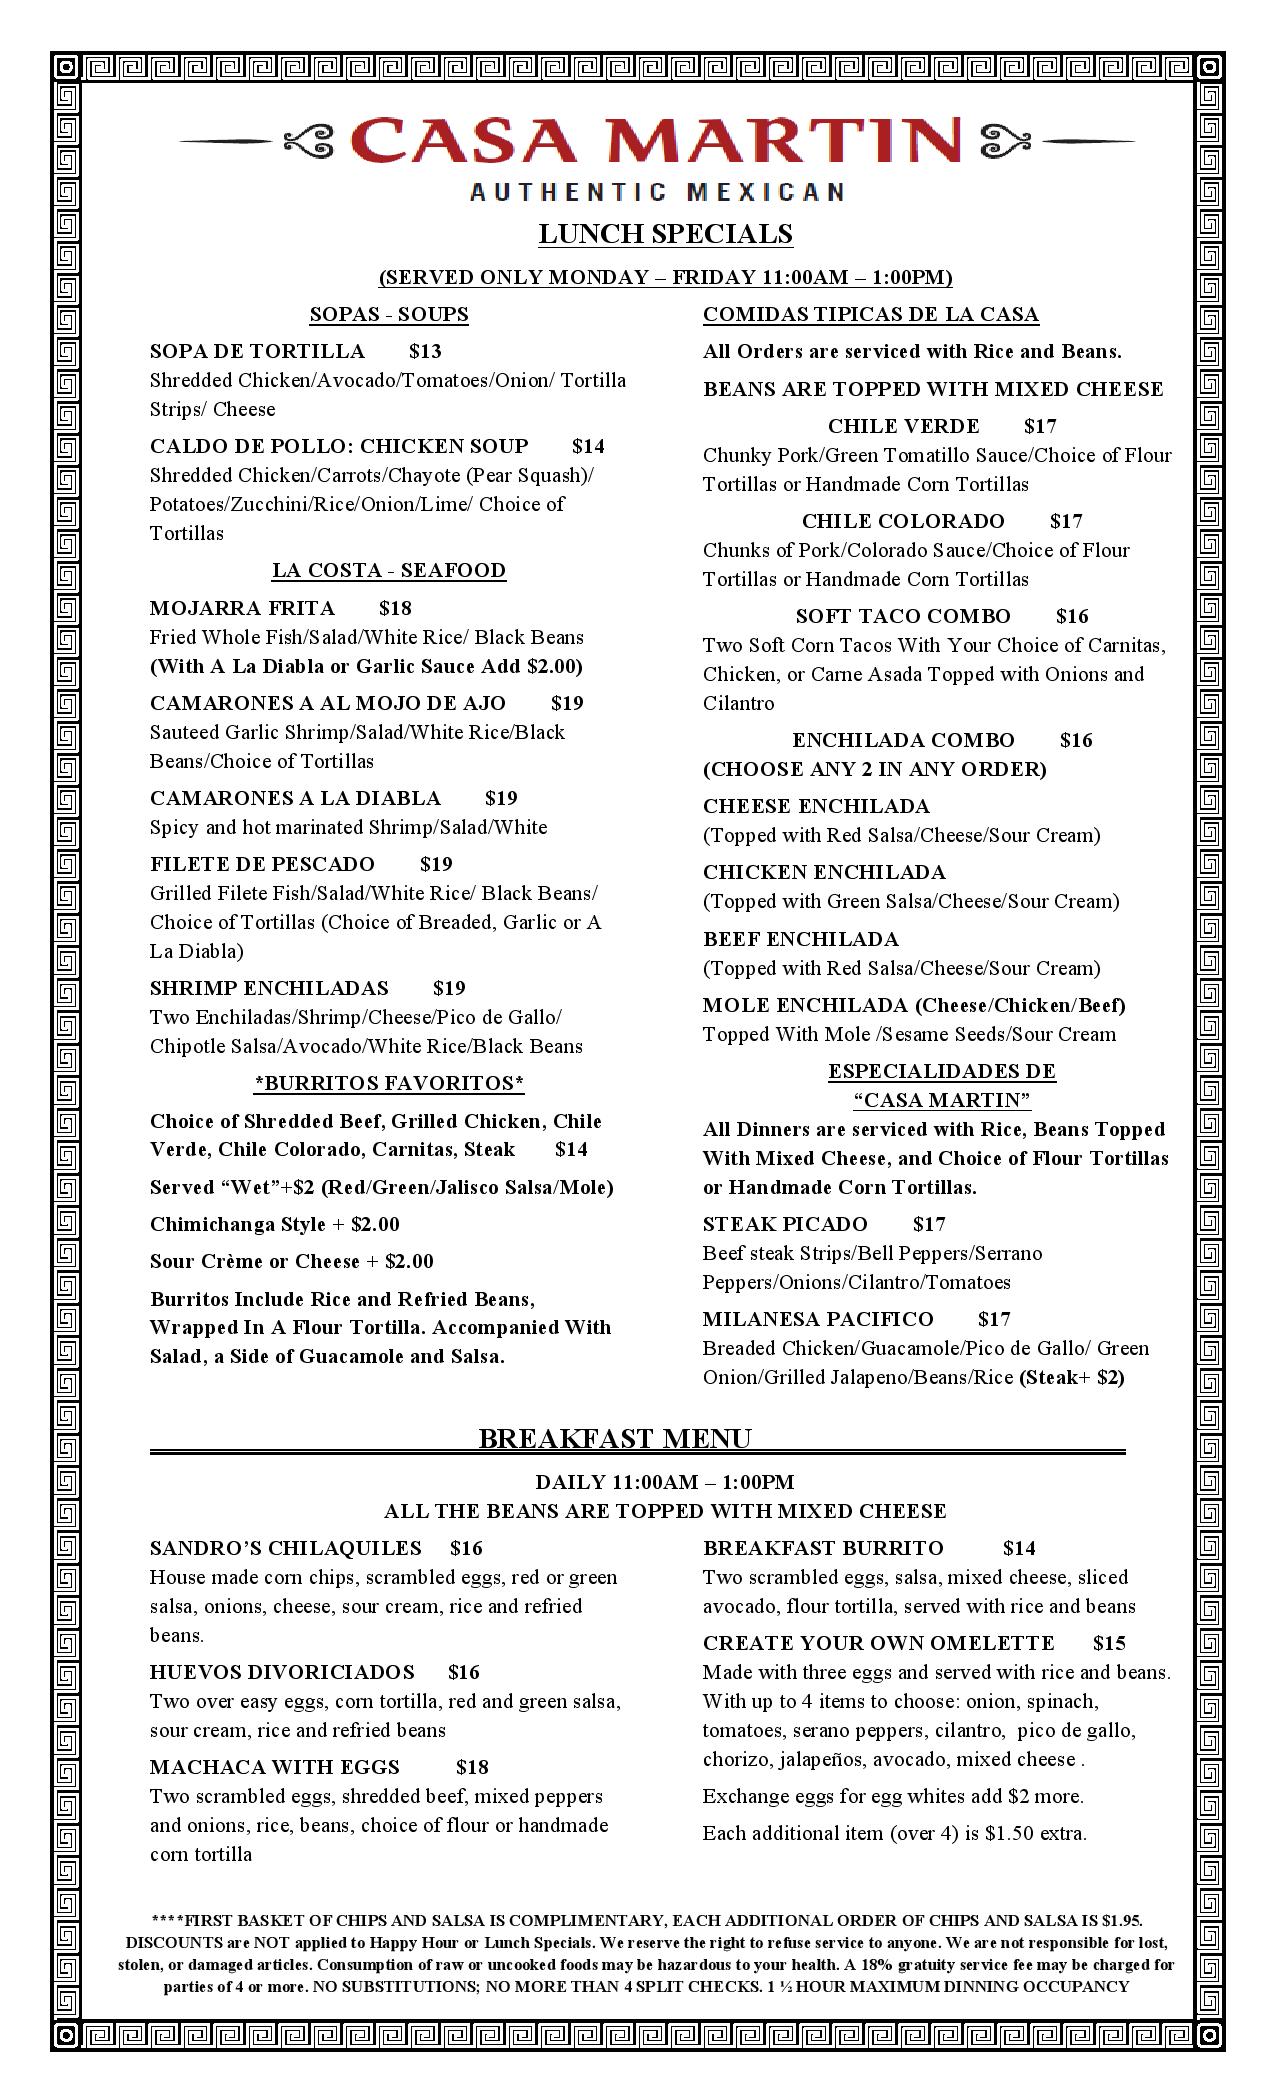 CASA MARTIN
AUTHENTIC MEXICAN
LUNCH SPECIALS
(SERVED ONLY MONDAY – FRIDAY 11:00AM – 1:00PM)
SOPAS - SOUPS
SOPA DE TORTILLA $13
Shredded Chicken/Avocado/Tomatoes/Onion/ Tortilla
Strips/ Cheese
CALDO DE POLLO: CHICKEN SOUP $14
Shredded Chicken/Carrots/Chayote (Pear Squash)/
Potatoes/Zucchini/Rice/Onion/Lime/ Choice of
Tortillas
LA COSTA - SEAFOOD
MOJARRA FRITA $18
Fried Whole Fish/Salad/White Rice/ Black Beans
(With A La Diabla or Garlic Sauce Add $2.00)
CAMARONES A AL MOJO DE AJO $19
Sauteed Garlic Shrimp/Salad/White Rice/Black
Beans/Choice of Tortillas
CAMARONES A LA DIABLA $19
Spicy and hot marinated Shrimp/Salad/White
FILETE DE PESCADO $19
Grilled Filete Fish/Salad/White Rice/ Black Beans/
Choice of Tortillas (Choice of Breaded, Garlic or A
La Diabla)
SHRIMP ENCHILADAS $19
Two Enchiladas/Shrimp/Cheese/Pico de Gallo/
Chipotle Salsa/Avocado/White Rice/Black Beans
*BURRITOS FAVORITOS*
Choice of Shredded Beef, Grilled Chicken, Chile
Verde, Chile Colorado, Carnitas, Steak $14
Served “Wet”+$2 (Red/Green/Jalisco Salsa/Mole)
Chimichanga Style + $2.00
Sour Crème or Cheese + $2.00
Burritos Include Rice and Refried Beans,
Wrapped In A Flour Tortilla. Accompanied With
Salad, a Side of Guacamole and Salsa.
COMIDAS TIPICAS DE LA CASA
All Orders are serviced with Rice and Beans.
BEANS ARE TOPPED WITH MIXED CHEESE
CHILE VERDE $17
Chunky Pork/Green Tomatillo Sauce/Choice of Flour
Tortillas or Handmade Corn Tortillas
CHILE COLORADO $17
Chunks of Pork/Colorado Sauce/Choice of Flour
Tortillas or Handmade Corn Tortillas
SOFT TACO COMBO $16
Two Soft Corn Tacos With Your Choice of Carnitas,
Chicken, or Carne Asada Topped with Onions and
Cilantro
ENCHILADA COMBO $16
(CHOOSE ANY 2 IN ANY ORDER)
CHEESE ENCHILADA
(Topped with Red Salsa/Cheese/Sour Cream)
CHICKEN ENCHILADA
(Topped with Green Salsa/Cheese/Sour Cream)
BEEF ENCHILADA
(Topped with Red Salsa/Cheese/Sour Cream)
MOLE ENCHILADA (Cheese/Chicken/Beef)
Topped With Mole /Sesame Seeds/Sour Cream
ESPECIALIDADES DE
“CASA MARTIN”
All Dinners are serviced with Rice, Beans Topped
With Mixed Cheese, and Choice of Flour Tortillas
or Handmade Corn Tortillas.
STEAK PICADO $17
Beef steak Strips/Bell Peppers/Serrano
Peppers/Onions/Cilantro/Tomatoes
MILANESA PACIFICO $17
Breaded Chicken/Guacamole/Pico de Gallo/ Green
Onion/Grilled Jalapeno/Beans/Rice (Steak+ $2)
BREAKFAST MENU
DAILY 11:00AM – 1:00PM
ALL THE BEANS ARE TOPPED WITH MIXED CHEESE
SANDRO’S CHILAQUILES $16
House made corn chips, scrambled eggs, red or green
salsa, onions, cheese, sour cream, rice and refried
beans.
HUEVOS DIVORICIADOS $16
Two over easy eggs, corn tortilla, red and green salsa,
sour cream, rice and refried beans
MACHACA WITH EGGS $18
Two scrambled eggs, shredded beef, mixed peppers
and onions, rice, beans, choice of flour or handmade
corn tortilla
BREAKFAST BURRITO $14
Two scrambled eggs, salsa, mixed cheese, sliced
avocado, flour tortilla, served with rice and beans
CREATE YOUR OWN OMELETTE $15
Made with three eggs and served with rice and beans.
With up to 4 items to choose: onion, spinach,
tomatoes, serano peppers, cilantro, pico de gallo,
chorizo, jalapeños, avocado, mixed cheese .
Exchange eggs for egg whites add $2 more.
Each additional item (over 4) is $1.50 extra.
****FIRST BASKET OF CHIPS AND SALSA IS COMPLIMENTARY, EACH ADDITIONAL ORDER OF CHIPS AND SALSA IS $1.95.
DISCOUNTS are NOT applied to Happy Hour or Lunch Specials. We reserve the right to refuse service to anyone. We are not responsible for lost,
stolen, or damaged articles. Consumption of raw or uncooked foods may be hazardous to your health. A 18% gratuity service fee may be charged for
parties of 4 or more. NO SUBSTITUTIONS; NO MORE THAN 4 SPLIT CHECKS. 1 ½ HOUR MAXIMUM DINNING OCCUPANCY